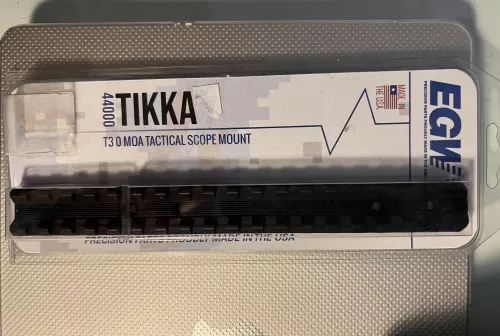 44000
TIKKA
T3 0 MOA TACTICAL SCOPE MOUNT
MADE IN
THE USA
EGW
PRECISION PARTS PROUDLY MADE IN THE
PRECISION PARTS PROUDLY MADE IN THE USA